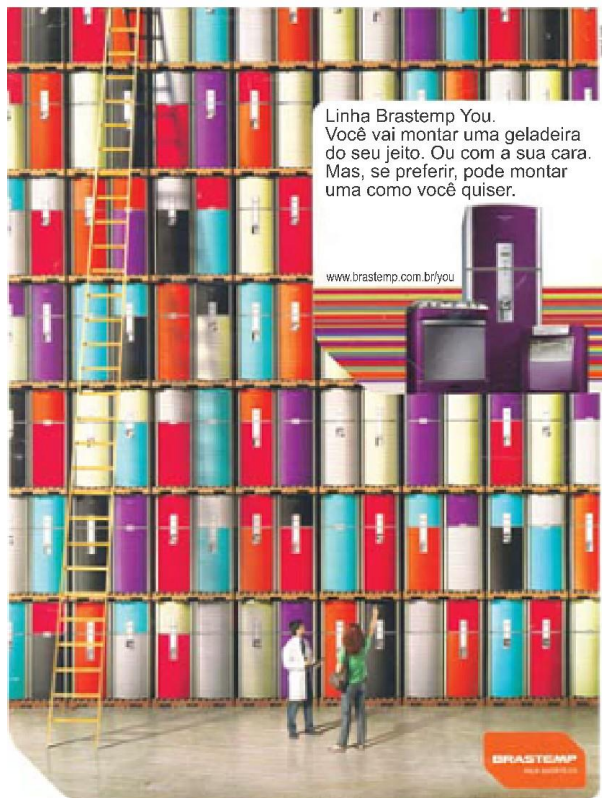 Linha Brastemp You.
Você vai montar uma geladeira
do seu jeito. Ou com a sua cara.
Mas, se preferir, pode montar
uma como você quiser.
www.brastemp.com.br/you
BRASTEMP